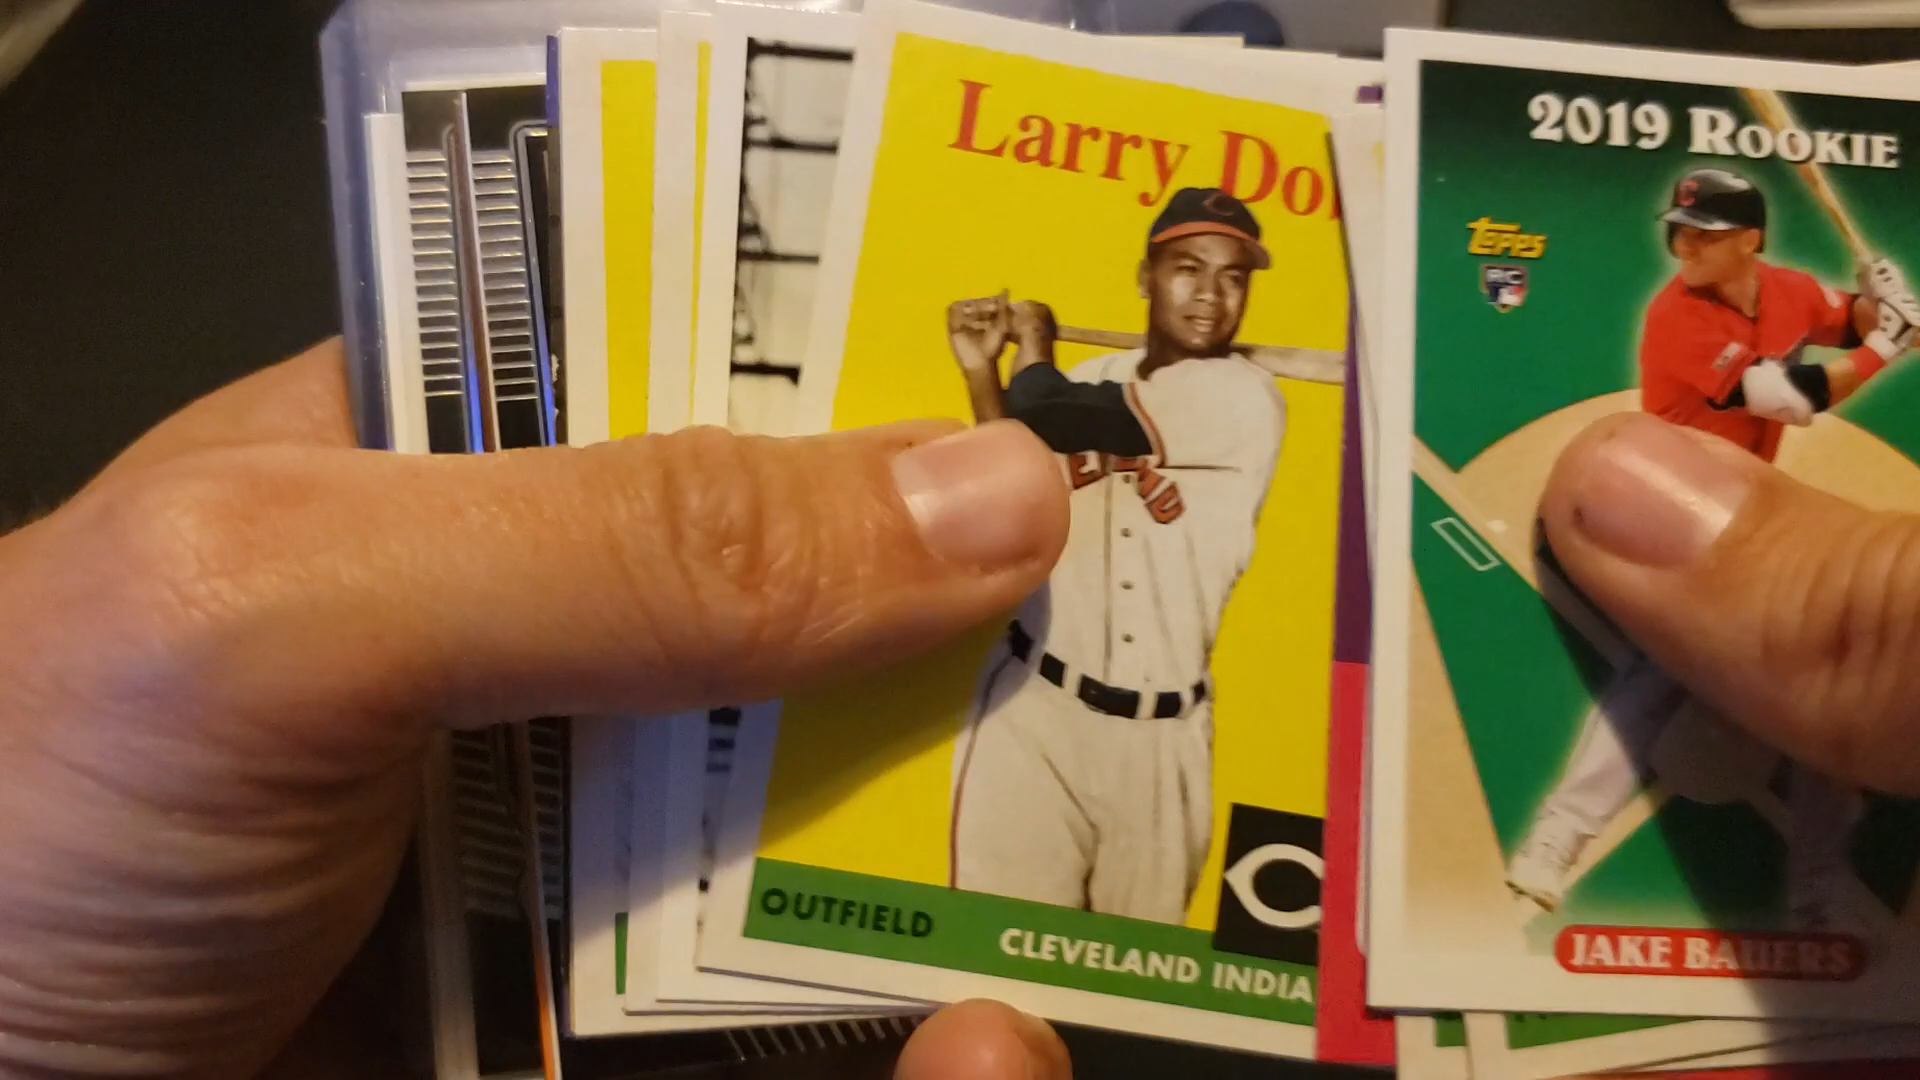 Larry Do
OUTFIELD
CLEVELAND INDIA
2019 ROOKIE
TOPPS
RC
JAKE BAUERS